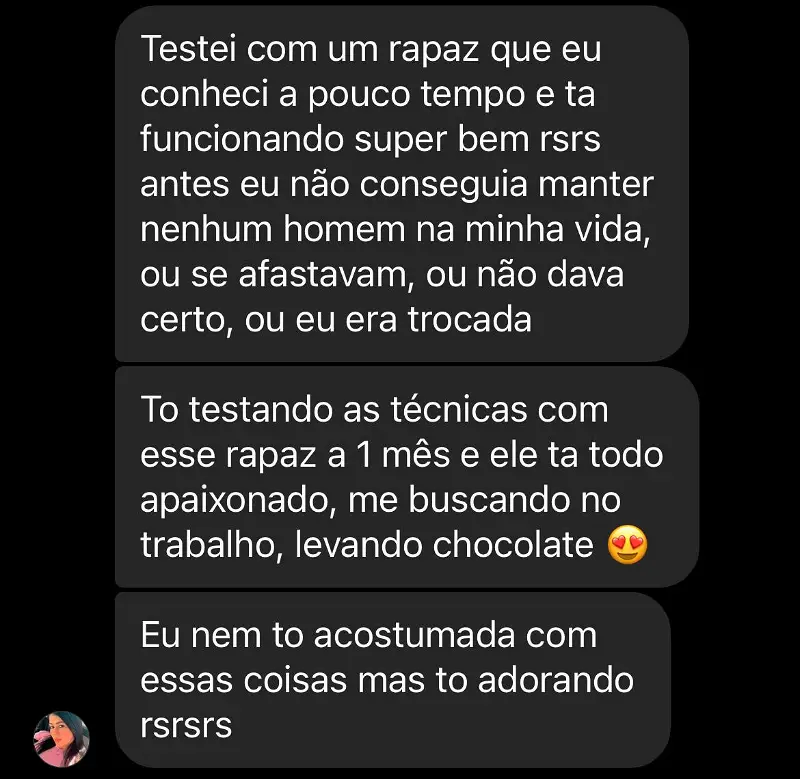 Testei com um rapaz que eu
conheci a pouco tempo e ta
funcionando super bem rsrs
antes eu não conseguia manter
nenhum homem na minha vida,
ou se afastavam, ou não dava
certo, ou eu era trocada
To testando as técnicas com
esse rapaz a 1 mês e ele ta todo
apaixonado, me buscando no
trabalho, levando chocolate 😍
Eu nem to acostumada com
essas coisas mas to adorando
rsrsrs